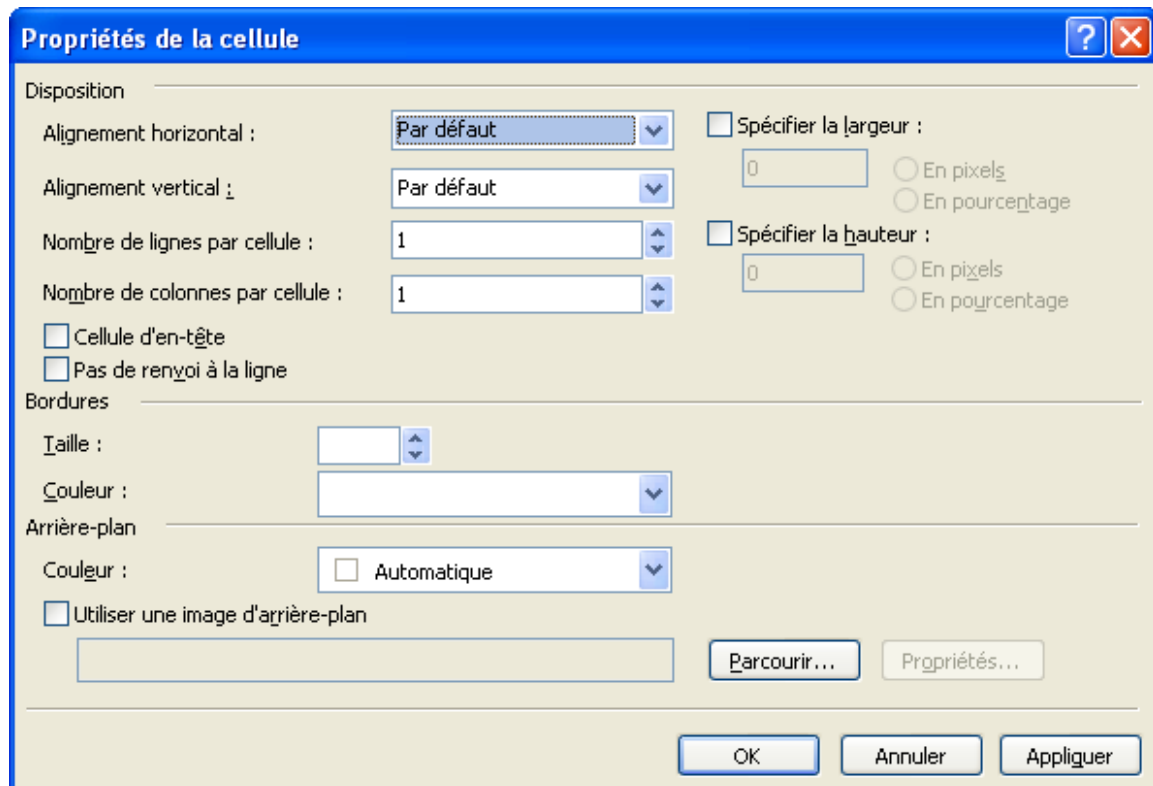 Propriétés de la cellule
Disposition
Alignement horizontal :
Par défaut
Spécifier la largeur :
0
En pixels
En pourcentage
Alignement vertical :
Par défaut
Nombre de lignes par cellule :
1
Spécifier la hauteur :
0
En pixels
En pourcentage
Nombre de colonnes par cellule :
1
Cellule d'en-tête
Pas de renvoi à la ligne
Bordures
Taille :
Couleur :
Arrière-plan
Couleur :
Automatique
Utiliser une image d'arrière-plan
Parcourir...
Propriétés...
OK
Annuler
Appliquer